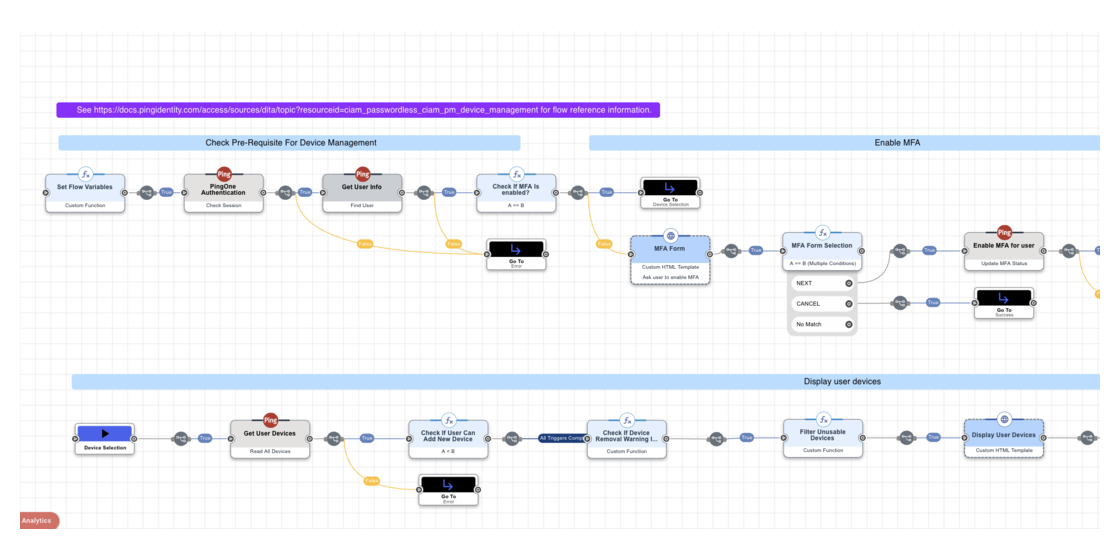 See https://docs.pingidentity.com/access/sources/dita/topic?resourceid=ciam_passwordless_ciam_pm_device_management for flow reference information.
Check Pre-Requisite For Device Management
Enable MFA
Ping
Ping
Set Flow Variables
Custom Function
True
PingOne
Authentication
Check Session
True
Get User Info
Find User
True
Check If MFA Is
enabled?
A == B
True
Go To
Device Selection
False
False
Go To
Error
False
MFA Form
Custom HTML Template
Ask user to enable MFA
True
MFA Form Selection
A == B (Multiple Conditions)
NEXT
CANCEL
No Match
True
Ping
Enable MFA for user
Update MFA Status
True
Go To
Success
Display user devices
Device Selection
True
Ping
Get User Devices
Read All Devices
True
Check If User Can
Add New Device
A = B
All Triggers Comp
Check If Device
Removal Warning I...
Custom Function
True
Filter Unusable
Devices
Custom Function
True
Display User Devices
Custom HTML Template
False
Go To
Error
Analytics